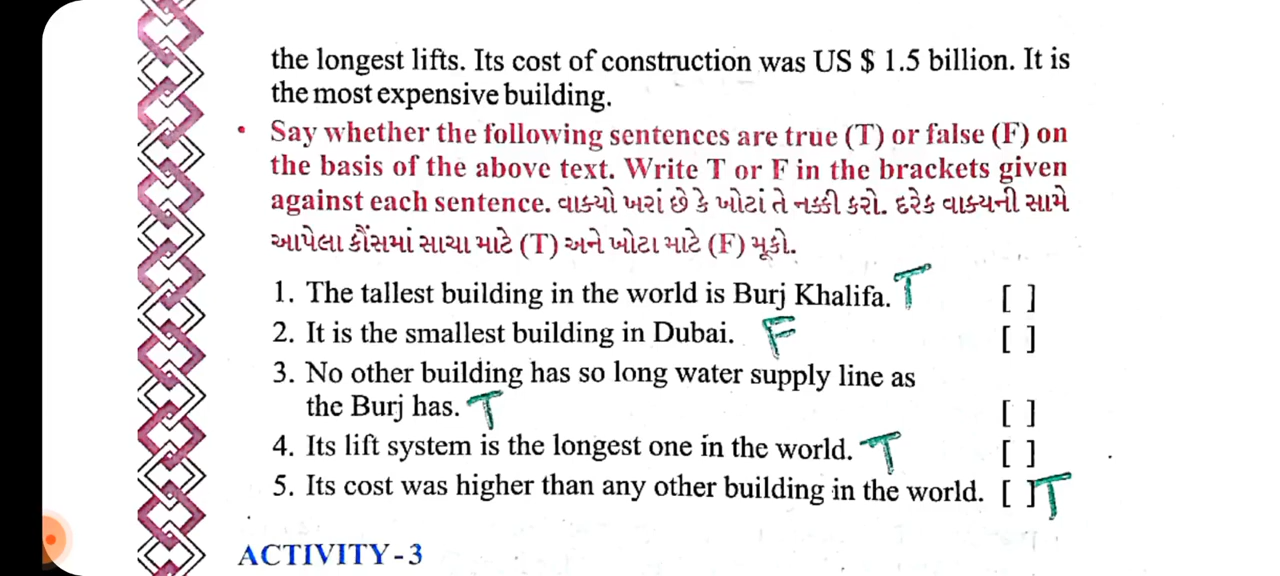 the longest lifts. Its cost of construction was US $ 1.5 billion. It is
the most expensive building.
• Say whether the following sentences are true (T) or false (F) on
the basis of the above text. Write T or F in the brackets given
against each sentence. વાક્યો ખરાં છે કે ખોટાં તે નક્કી કરો. દરેક વાક્યની સામે
આપેલા કૌંસમાં સાચા માટે (T) અને ખોટા માટે (F) મૂકો.
1. The tallest building in the world is Burj Khalifa. T [ ]
2. It is the smallest building in Dubai. F [ ]
3. No other building has so long water supply line as
the Burj has. T [ ]
4. Its lift system is the longest one in the world. T [ ]
5. Its cost was higher than any other building in the world. [ ] T
ACTIVITY-3